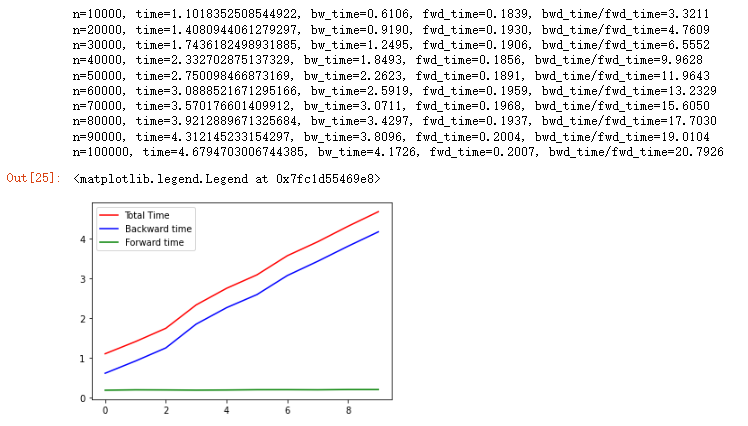 n=10000, time=1.1018352508544922, bw_time=0.6106, fwd_time=0.1839, bwd_time/fwd_time=3.3211
n=20000, time=1.4080944061279297, bw_time=0.9190, fwd_time=0.1930, bwd_time/fwd_time=4.7609
n=30000, time=1.7436182498931885, bw_time=1.2495, fwd_time=0.1906, bwd_time/fwd_time=6.5552
n=40000, time=2.332702875137329, bw_time=1.8493, fwd_time=0.1856, bwd_time/fwd_time=9.9628
n=50000, time=2.750098466873169, bw_time=2.2623, fwd_time=0.1891, bwd_time/fwd_time=11.9643
n=60000, time=3.0888521671295166, bw_time=2.5919, fwd_time=0.1959, bwd_time/fwd_time=13.2329
n=70000, time=3.570176601409912, bw_time=3.0711, fwd_time=0.1968, bwd_time/fwd_time=15.6050
n=80000, time=3.9212889671325684, bw_time=3.4297, fwd_time=0.1937, bwd_time/fwd_time=17.7030
n=90000, time=4.312145233154297, bw_time=3.8096, fwd_time=0.2004, bwd_time/fwd_time=19.0104
n=100000, time=4.6794703006744385, bw_time=4.1726, fwd_time=0.2007, bwd_time/fwd_time=20.7926
Out[25]: <matplotlib.legend.Legend at 0x7fc1d55469e8>
Total Time
Backward time
Forward time
4
3
2
1
0
0 2 4 6 8